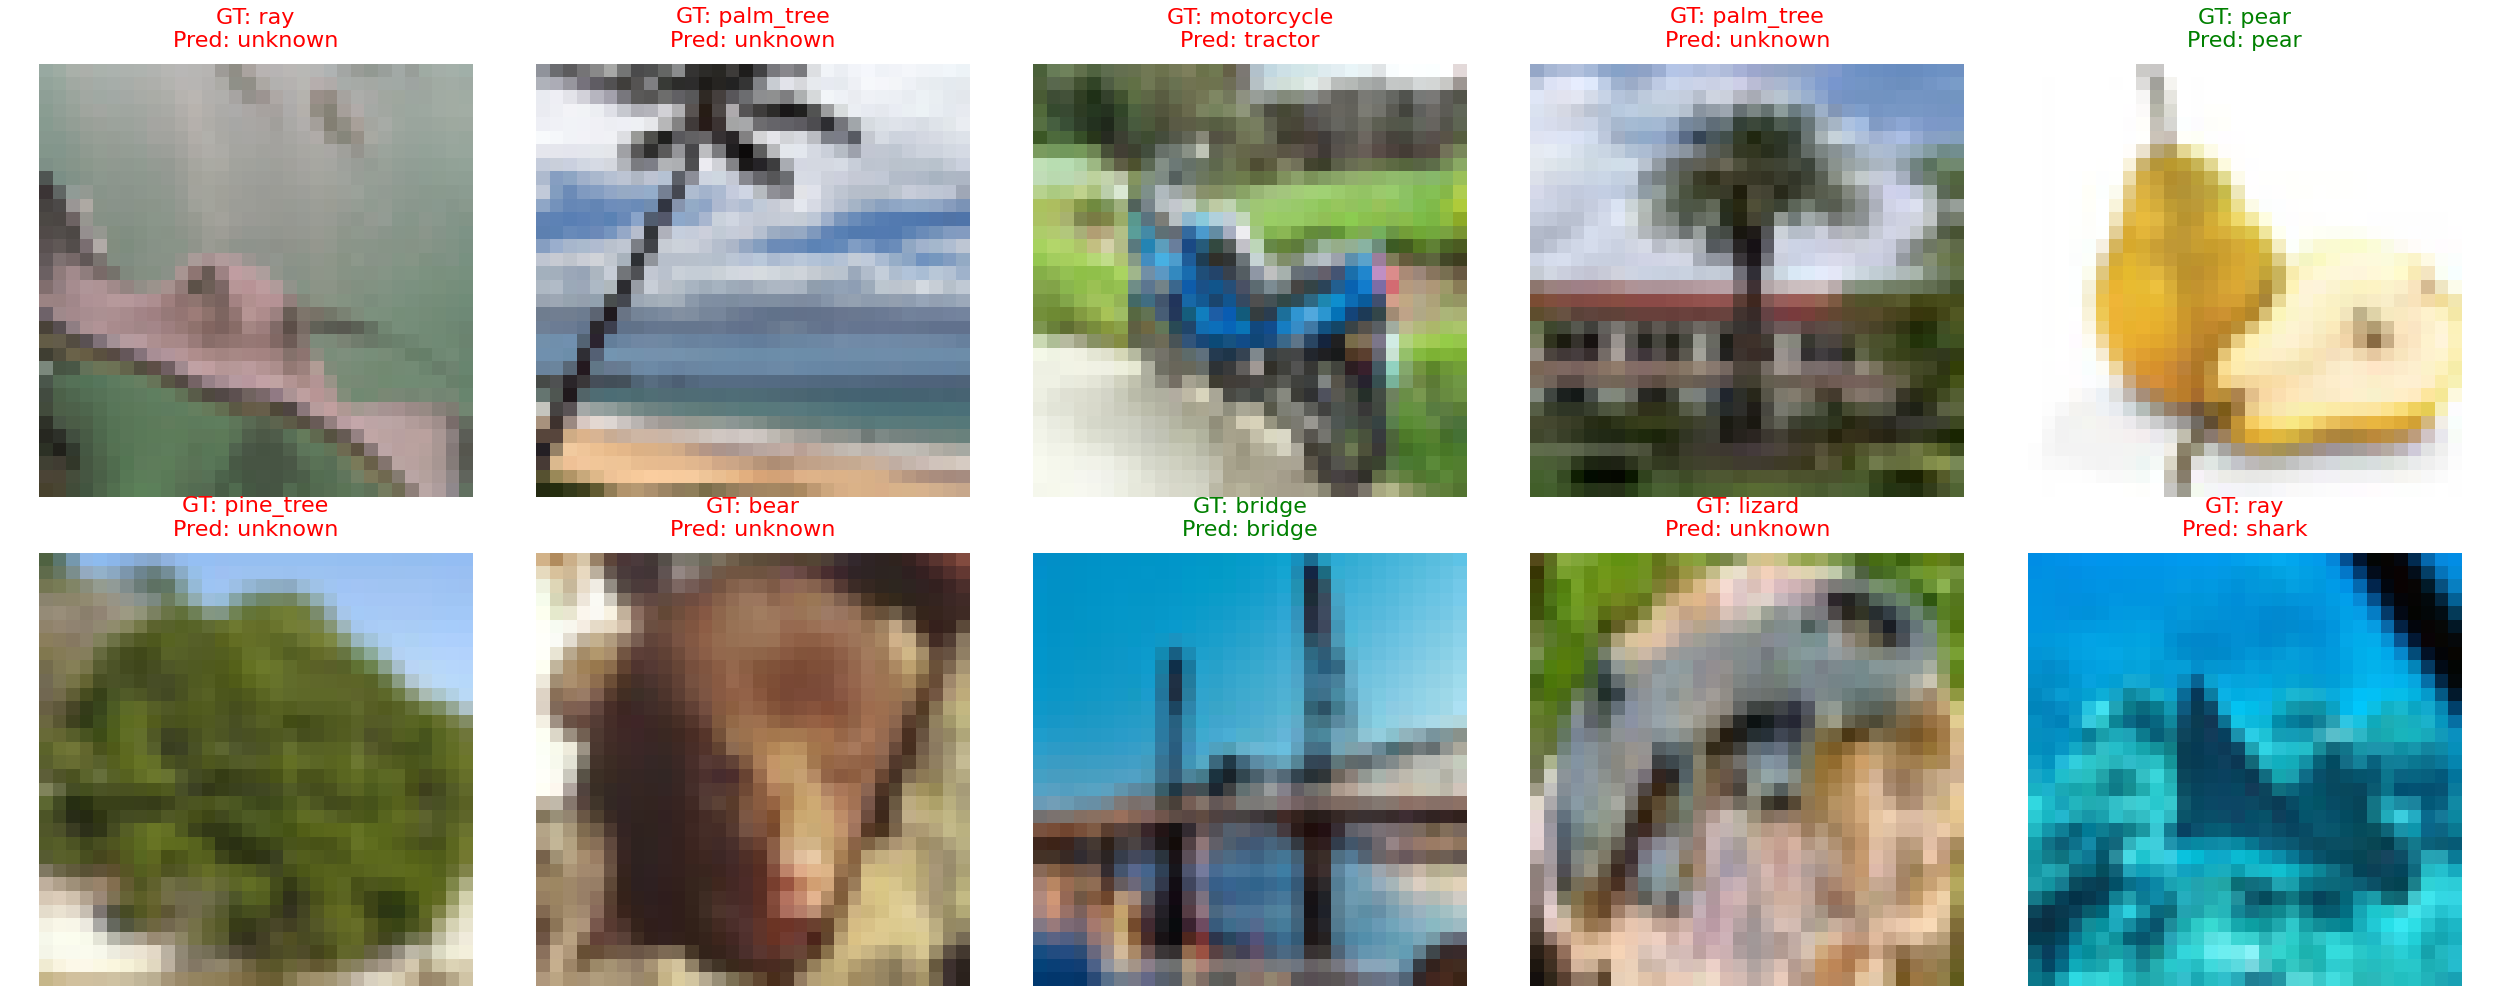 GT: ray
Pred: unknown
GT: palm_tree
Pred: unknown
GT: motorcycle
Pred: tractor
GT: palm_tree
Pred: unknown
GT: pear
Pred: pear
GT: pine_tree
Pred: unknown
GT: bear
Pred: unknown
GT: bridge
Pred: bridge
GT: lizard
Pred: unknown
GT: ray
Pred: shark